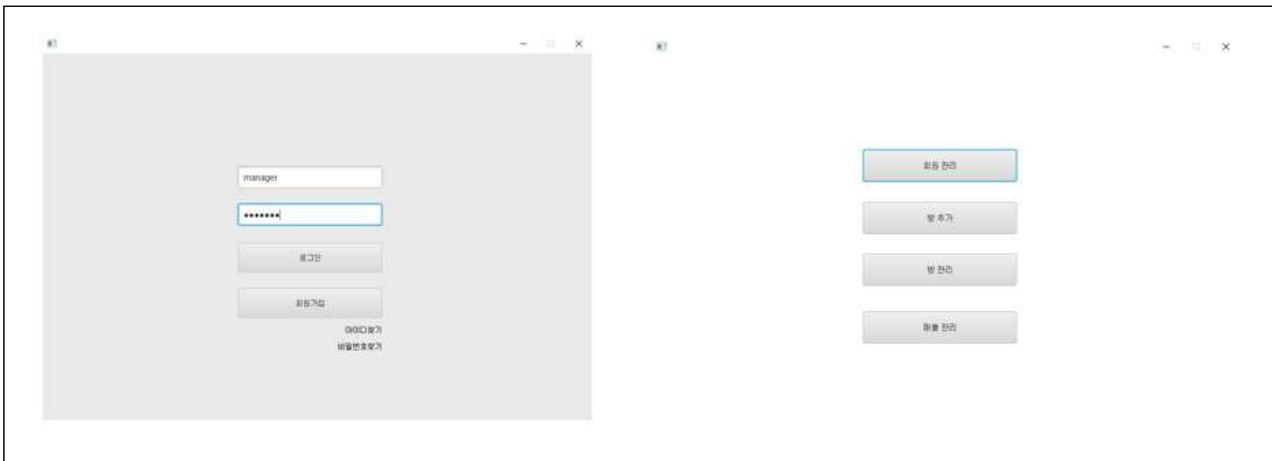 manager
•••••••
로그인
회원가입
아이디찾기
비밀번호찾기
회원 관리
방 추가
방 관리
매출 관리